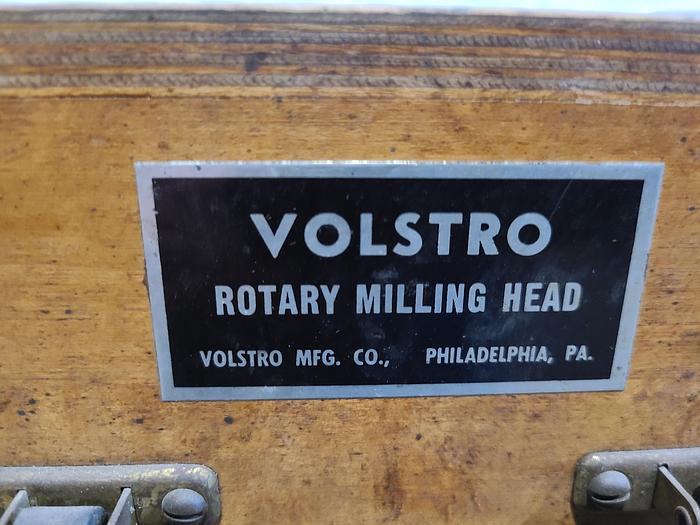 VOLSTRO
ROTARY MILLING HEAD
VOLSTRO MFG. CO., PHILADELPHIA, PA.